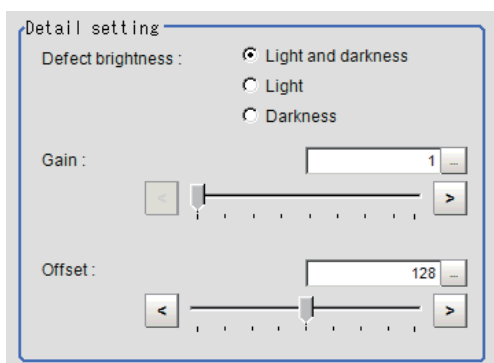 Detail setting
Defect brightness : Light and darkness
Light
Darkness
Gain : 1 ...
< >
Offset : 128 ...
< >